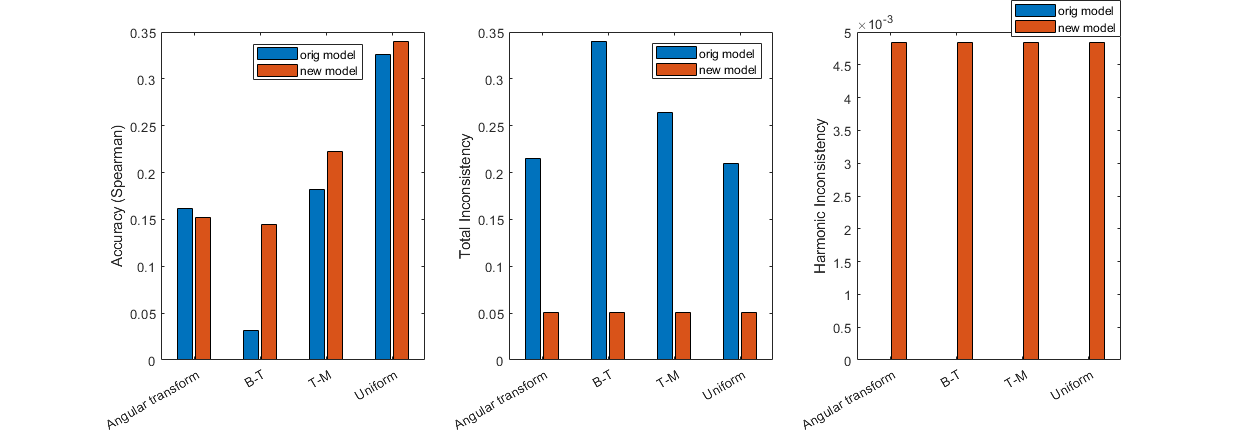 Accuracy (Spearman)
0.35
0.3
0.25
0.2
0.15
0.1
0.05
0
orig model
new model
Angular transform
B-T
T-M
Uniform
Total Inconsistency
0.35
0.3
0.25
0.2
0.15
0.1
0.05
0
orig model
new model
Angular transform
B-T
T-M
Uniform
Harmonic Inconsistency
×10⁻³
5
4.5
4
3.5
3
2.5
2
1.5
1
0.5
0
orig model
new model
Angular transform
B-T
T-M
Uniform